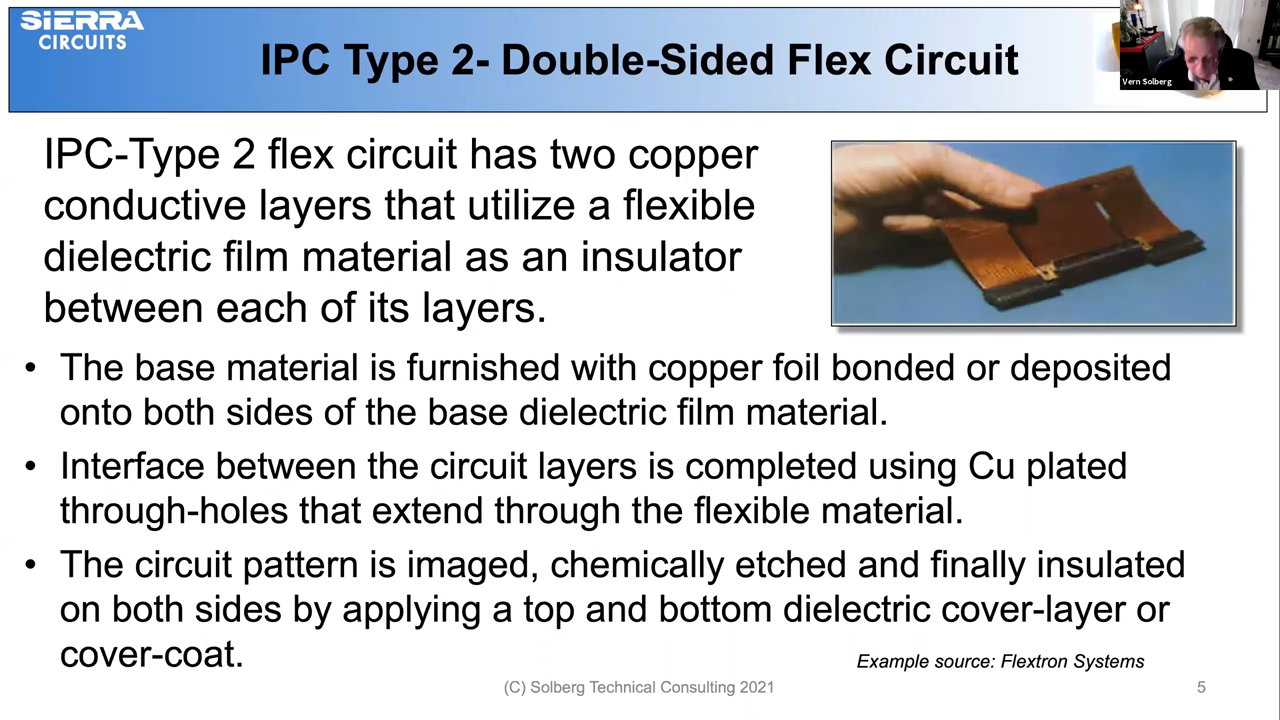 SIERRA
CIRCUITS
IPC Type 2- Double-Sided Flex Circuit
Vern Solberg
IPC-Type 2 flex circuit has two copper
conductive layers that utilize a flexible
dielectric film material as an insulator
between each of its layers.
• The base material is furnished with copper foil bonded or deposited
onto both sides of the base dielectric film material.
• Interface between the circuit layers is completed using Cu plated
through-holes that extend through the flexible material.
• The circuit pattern is imaged, chemically etched and finally insulated
on both sides by applying a top and bottom dielectric cover-layer or
cover-coat.
Example source: Flextron Systems
(C) Solberg Technical Consulting 2021
5